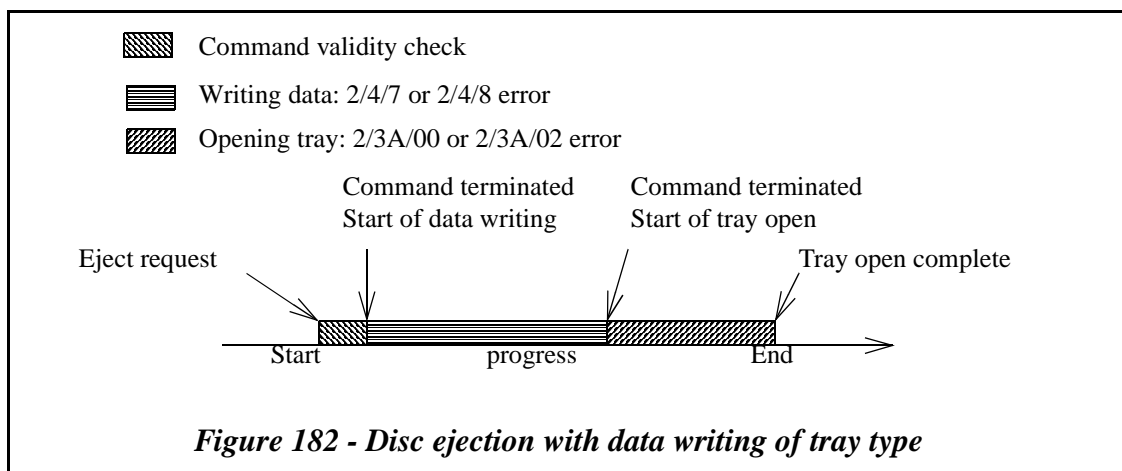 Command validity check
Writing data: 2/4/7 or 2/4/8 error
Opening tray: 2/3A/00 or 2/3A/02 error
Command terminated
Start of data writing
Command terminated
Start of tray open
Eject request
Tray open complete
Start
progress
End
Figure 182 - Disc ejection with data writing of tray type